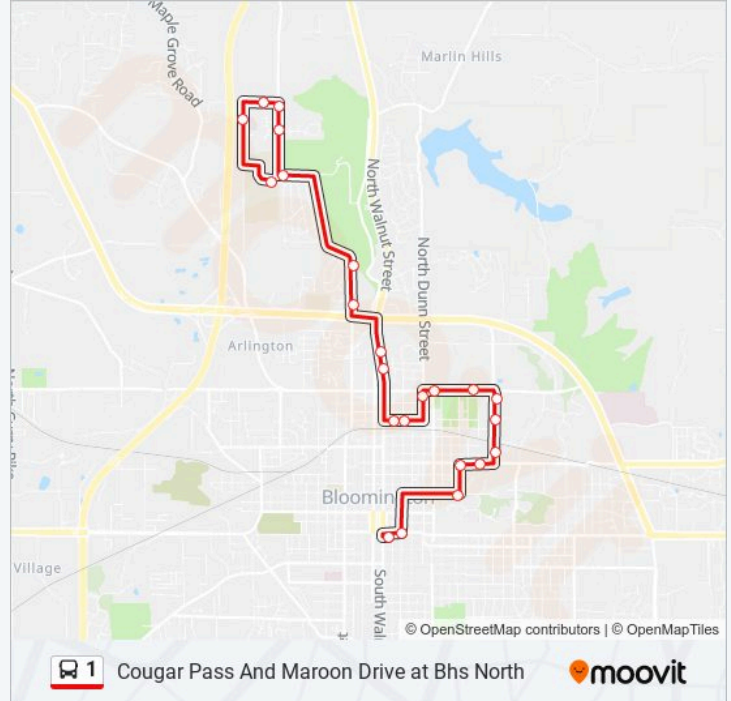 Maple Grove Road
Marlin Hills
North Walnut Street
North Dunn Street
Arlington
Bloomington
Village
South Wal
© OpenStreetMap contributors | © OpenMapTiles
1 Cougar Pass And Maroon Drive at Bhs North
moovit